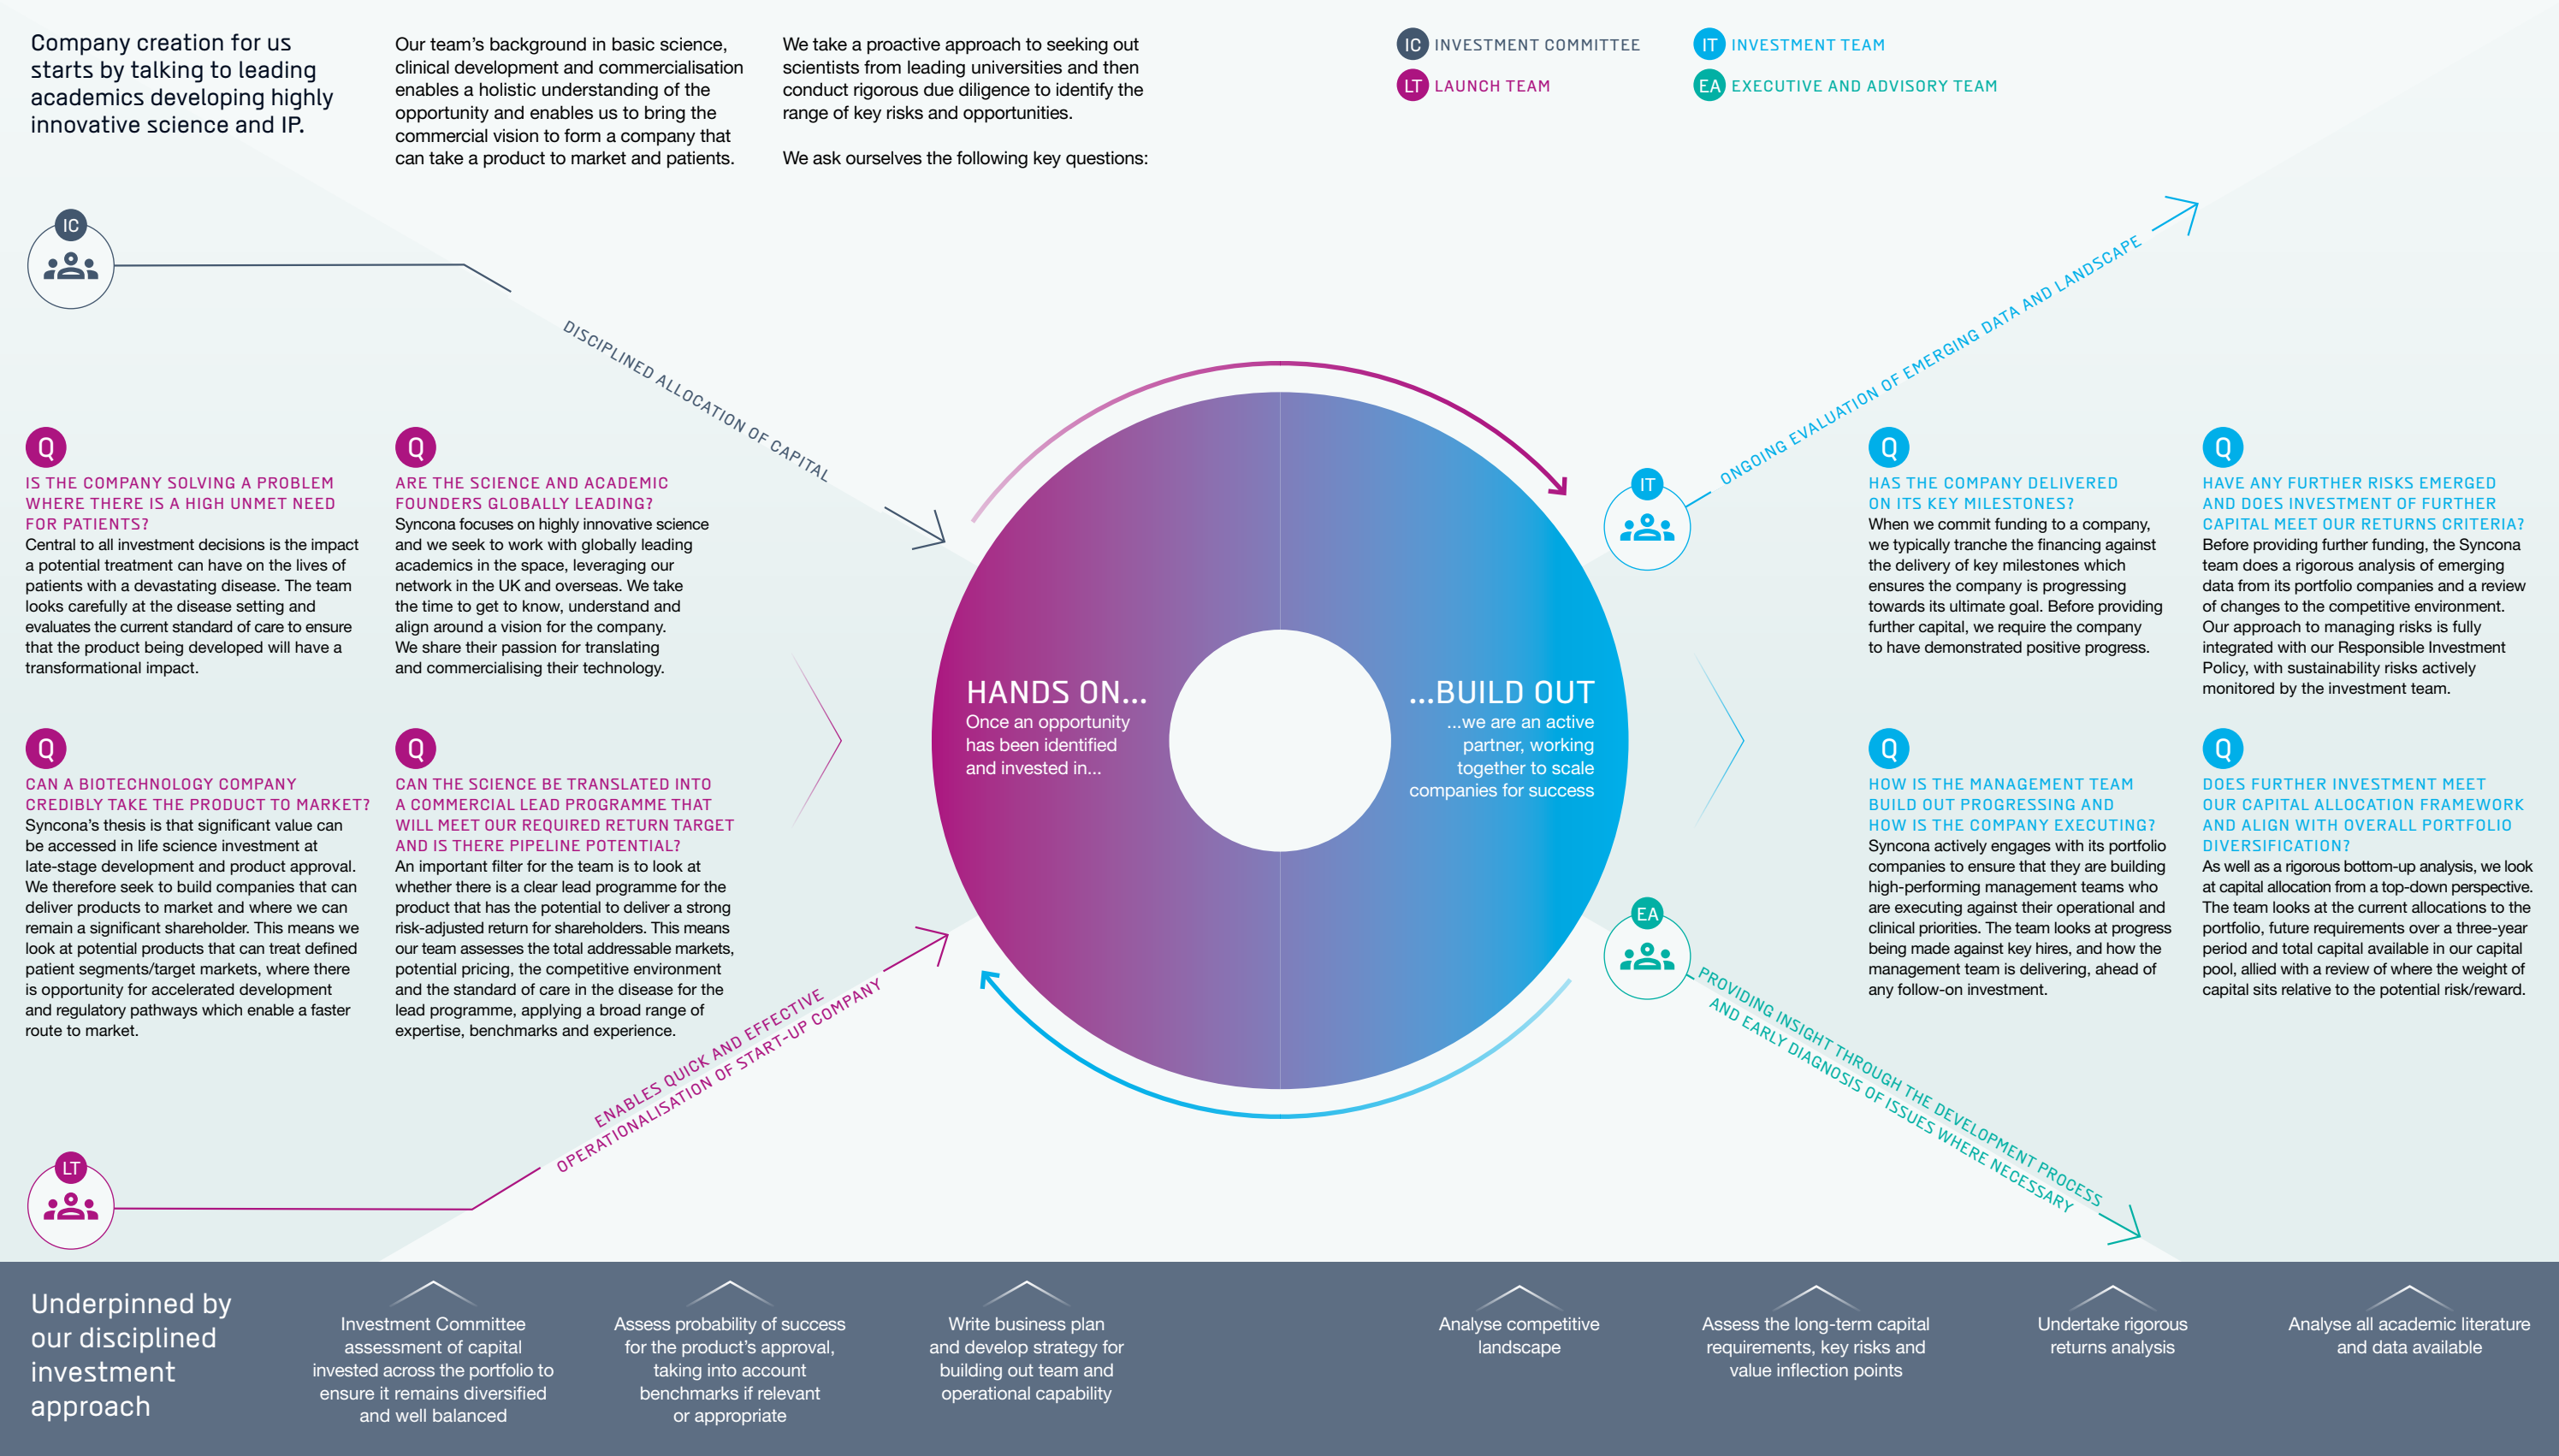 Company creation for us
starts by talking to leading
academics developing highly
innovative science and IP.
Our team’s background in basic science,
clinical development and commercialisation
enables a holistic understanding of the
opportunity and enables us to bring the
commercial vision to form a company that
can take a product to market and patients.
We take a proactive approach to seeking out
scientists from leading universities and then
conduct rigorous due diligence to identify the
range of key risks and opportunities.
We ask ourselves the following key questions:
IC INVESTMENT COMMITTEE
LT LAUNCH TEAM
IT INVESTMENT TEAM
EA EXECUTIVE AND ADVISORY TEAM
IC
DISCIPLINED ALLOCATION OF CAPITAL
Q
IS THE COMPANY SOLVING A PROBLEM
WHERE THERE IS A HIGH UNMET NEED
FOR PATIENTS?
Central to all investment decisions is the impact
a potential treatment can have on the lives of
patients with a devastating disease. The team
looks carefully at the disease setting and
evaluates the current standard of care to ensure
that the product being developed will have a
transformational impact.
Q
ARE THE SCIENCE AND ACADEMIC
FOUNDERS GLOBALLY LEADING?
Syncona focuses on highly innovative science
and we seek to work with globally leading
academics in the space, leveraging our
network in the UK and overseas. We take
the time to get to know, understand and
align around a vision for the company.
We share their passion for translating
and commercialising their technology.
Q
CAN A BIOTECHNOLOGY COMPANY
CREDIBLY TAKE THE PRODUCT TO MARKET?
Syncona’s thesis is that significant value can
be accessed in life science investment at
late-stage development and product approval.
We therefore seek to build companies that can
deliver products to market and where we can
remain a significant shareholder. This means we
look at potential products that can treat defined
patient segments/target markets, where there
is opportunity for accelerated development
and regulatory pathways which enable a faster
route to market.
Q
CAN THE SCIENCE BE TRANSLATED INTO
A COMMERCIAL LEAD PROGRAMME THAT
WILL MEET OUR REQUIRED RETURN TARGET
AND IS THERE PIPELINE POTENTIAL?
An important filter for the team is to look at
whether there is a clear lead programme for the
product that has the potential to deliver a strong
risk-adjusted return for shareholders. This means
our team assesses the total addressable markets,
potential pricing, the competitive environment
and the standard of care in the disease for the
lead programme, applying a broad range of
expertise, benchmarks and experience.
LT
ENABLES QUICK AND EFFECTIVE
OPERATIONALISATION OF START-UP COMPANY
HANDS ON...
Once an opportunity
has been identified
and invested in...
...BUILD OUT
...we are an active
partner, working
together to scale
companies for success
IT
ONGOING EVALUATION OF EMERGING DATA AND LANDSCAPE
Q
HAS THE COMPANY DELIVERED
ON ITS KEY MILESTONES?
When we commit funding to a company,
we typically tranche the financing against
the delivery of key milestones which
ensures the company is progressing
towards its ultimate goal. Before providing
further capital, we require the company
to have demonstrated positive progress.
Q
HAVE ANY FURTHER RISKS EMERGED
AND DOES INVESTMENT OF FURTHER
CAPITAL MEET OUR RETURNS CRITERIA?
Before providing further funding, the Syncona
team does a rigorous analysis of emerging
data from its portfolio companies and a review
of changes to the competitive environment.
Our approach to managing risks is fully
integrated with our Responsible Investment
Policy, with sustainability risks actively
monitored by the investment team.
Q
HOW IS THE MANAGEMENT TEAM
BUILD OUT PROGRESSING AND
HOW IS THE COMPANY EXECUTING?
Syncona actively engages with its portfolio
companies to ensure that they are building
high-performing management teams who
are executing against their operational and
clinical priorities. The team looks at progress
being made against key hires, and how the
management team is delivering, ahead of
any follow-on investment.
Q
DOES FURTHER INVESTMENT MEET
OUR CAPITAL ALLOCATION FRAMEWORK
AND ALIGN WITH OVERALL PORTFOLIO
DIVERSIFICATION?
As well as a rigorous bottom-up analysis, we look
at capital allocation from a top-down perspective.
The team looks at the current allocations to the
portfolio, future requirements over a three-year
period and total capital available in our capital
pool, allied with a review of where the weight of
capital sits relative to the potential risk/reward.
EA
PROVIDING INSIGHT THROUGH THE DEVELOPMENT PROCESS
AND EARLY DIAGNOSIS OF ISSUES WHERE NECESSARY
Underpinned by
our disciplined
investment
approach
Investment Committee
assessment of capital
invested across the portfolio to
ensure it remains diversified
and well balanced
Assess probability of success
for the product’s approval,
taking into account
benchmarks if relevant
or appropriate
Write business plan
and develop strategy for
building out team and
operational capability
Analyse competitive
landscape
Assess the long-term capital
requirements, key risks and
value inflection points
Undertake rigorous
returns analysis
Analyse all academic literature
and data available